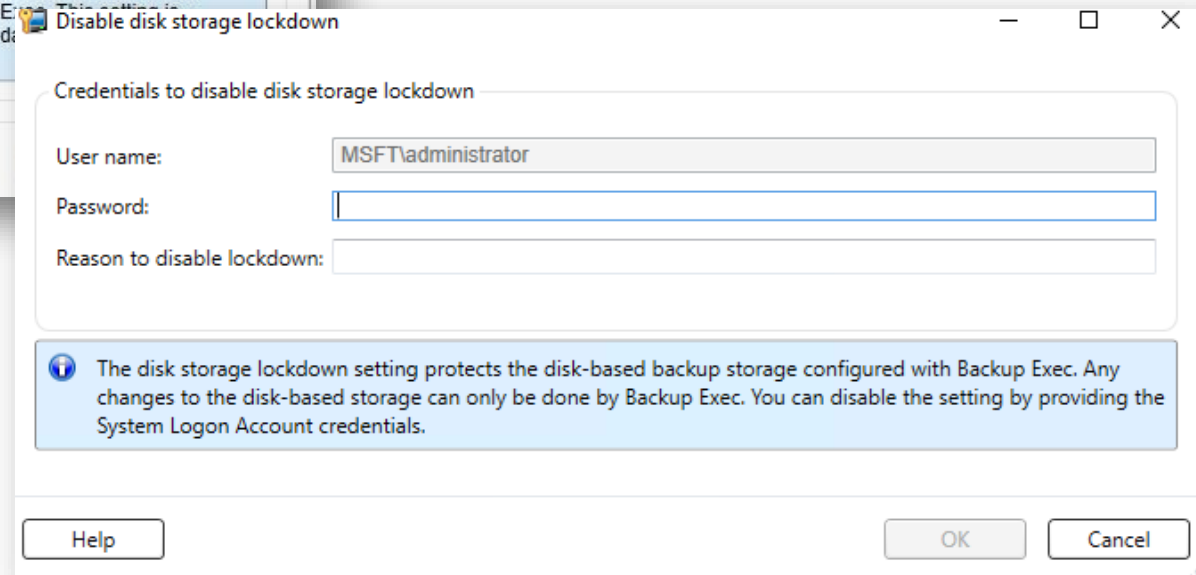 Disable disk storage lockdown
Credentials to disable disk storage lockdown
User name: MSFT\administrator
Password:
Reason to disable lockdown:
The disk storage lockdown setting protects the disk-based backup storage configured with Backup Exec. Any
changes to the disk-based storage can only be done by Backup Exec. You can disable the setting by providing the
System Logon Account credentials.
Help OK Cancel